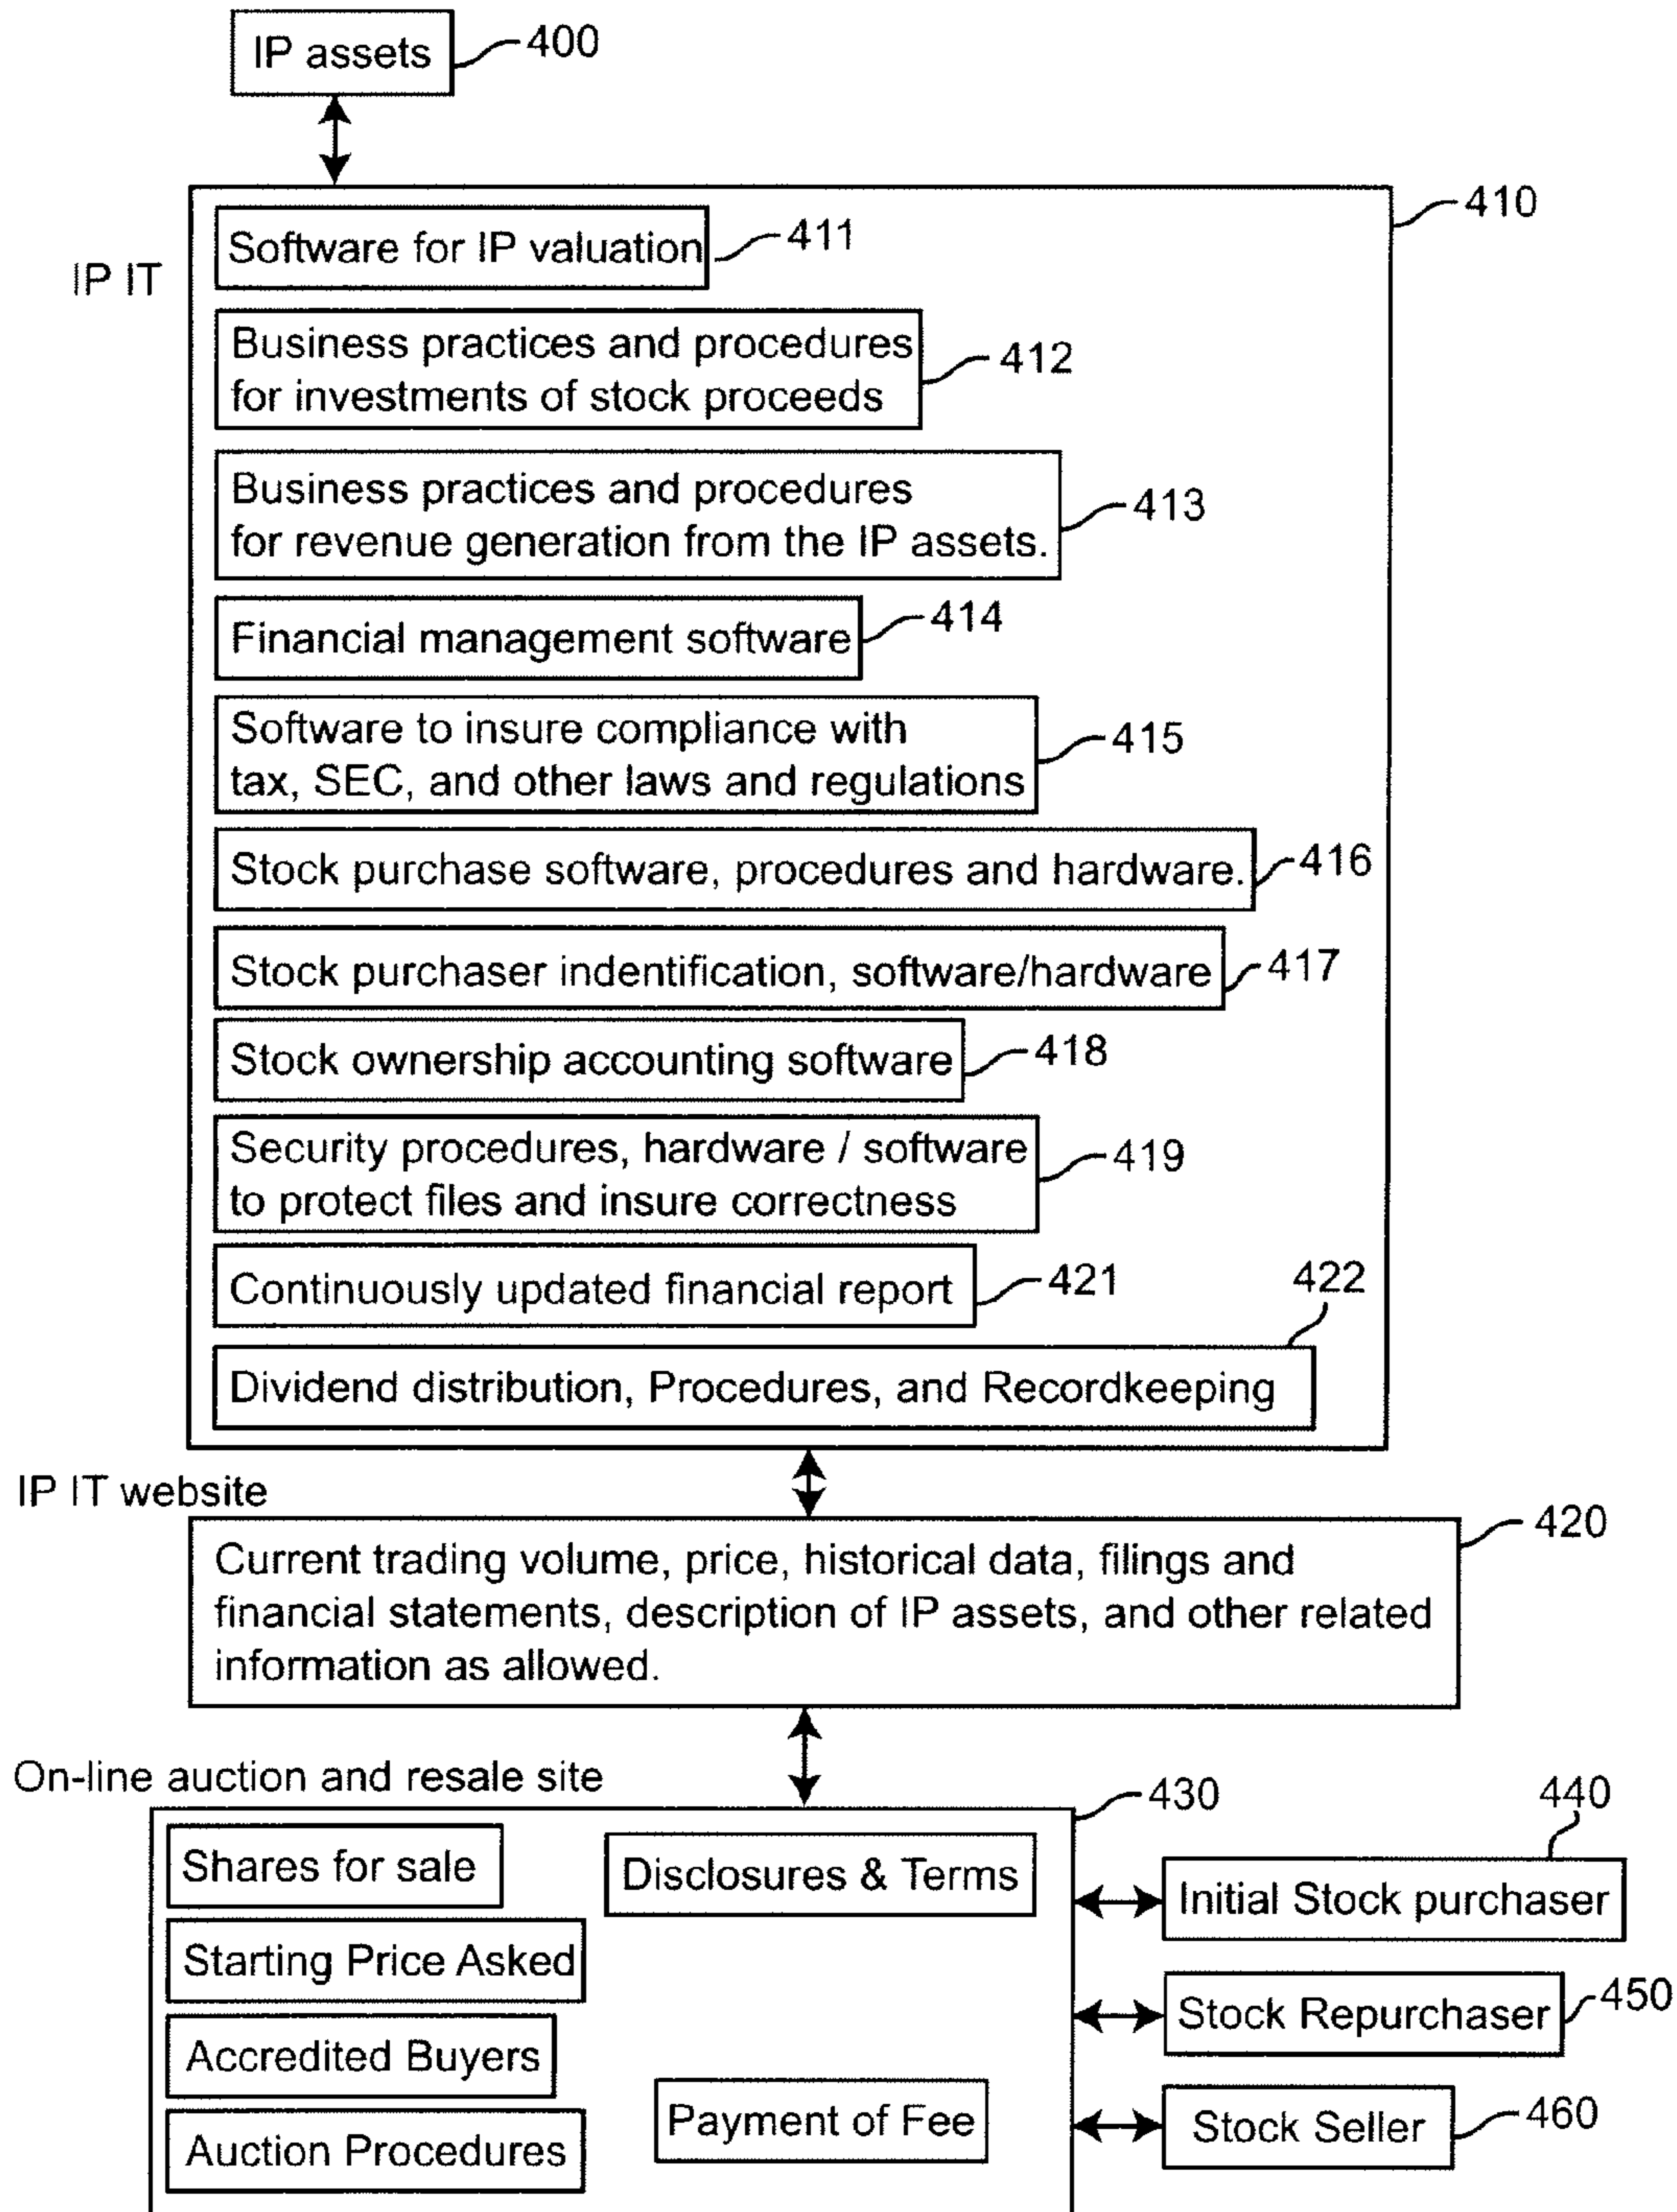 IP assets
400
410
IP IT
Software for IP valuation
411
Business practices and procedures
for investments of stock proceeds
412
Business practices and procedures
for revenue generation from the IP assets.
413
Financial management software
414
Software to insure compliance with
tax, SEC, and other laws and regulations
415
Stock purchase software, procedures and hardware.
416
Stock purchaser indentification, software/hardware
417
Stock ownership accounting software
418
Security procedures, hardware / software
to protect files and insure correctness
419
Continuously updated financial report
421
422
Dividend distribution, Procedures, and Recordkeeping
IP IT website
420
Current trading volume, price, historical data, filings and
financial statements, description of IP assets, and other related
information as allowed.
On-line auction and resale site
430
Shares for sale
Disclosures & Terms
Starting Price Asked
Accredited Buyers
Payment of Fee
Auction Procedures
440
Initial Stock purchaser
Stock Repurchaser
450
Stock Seller
460